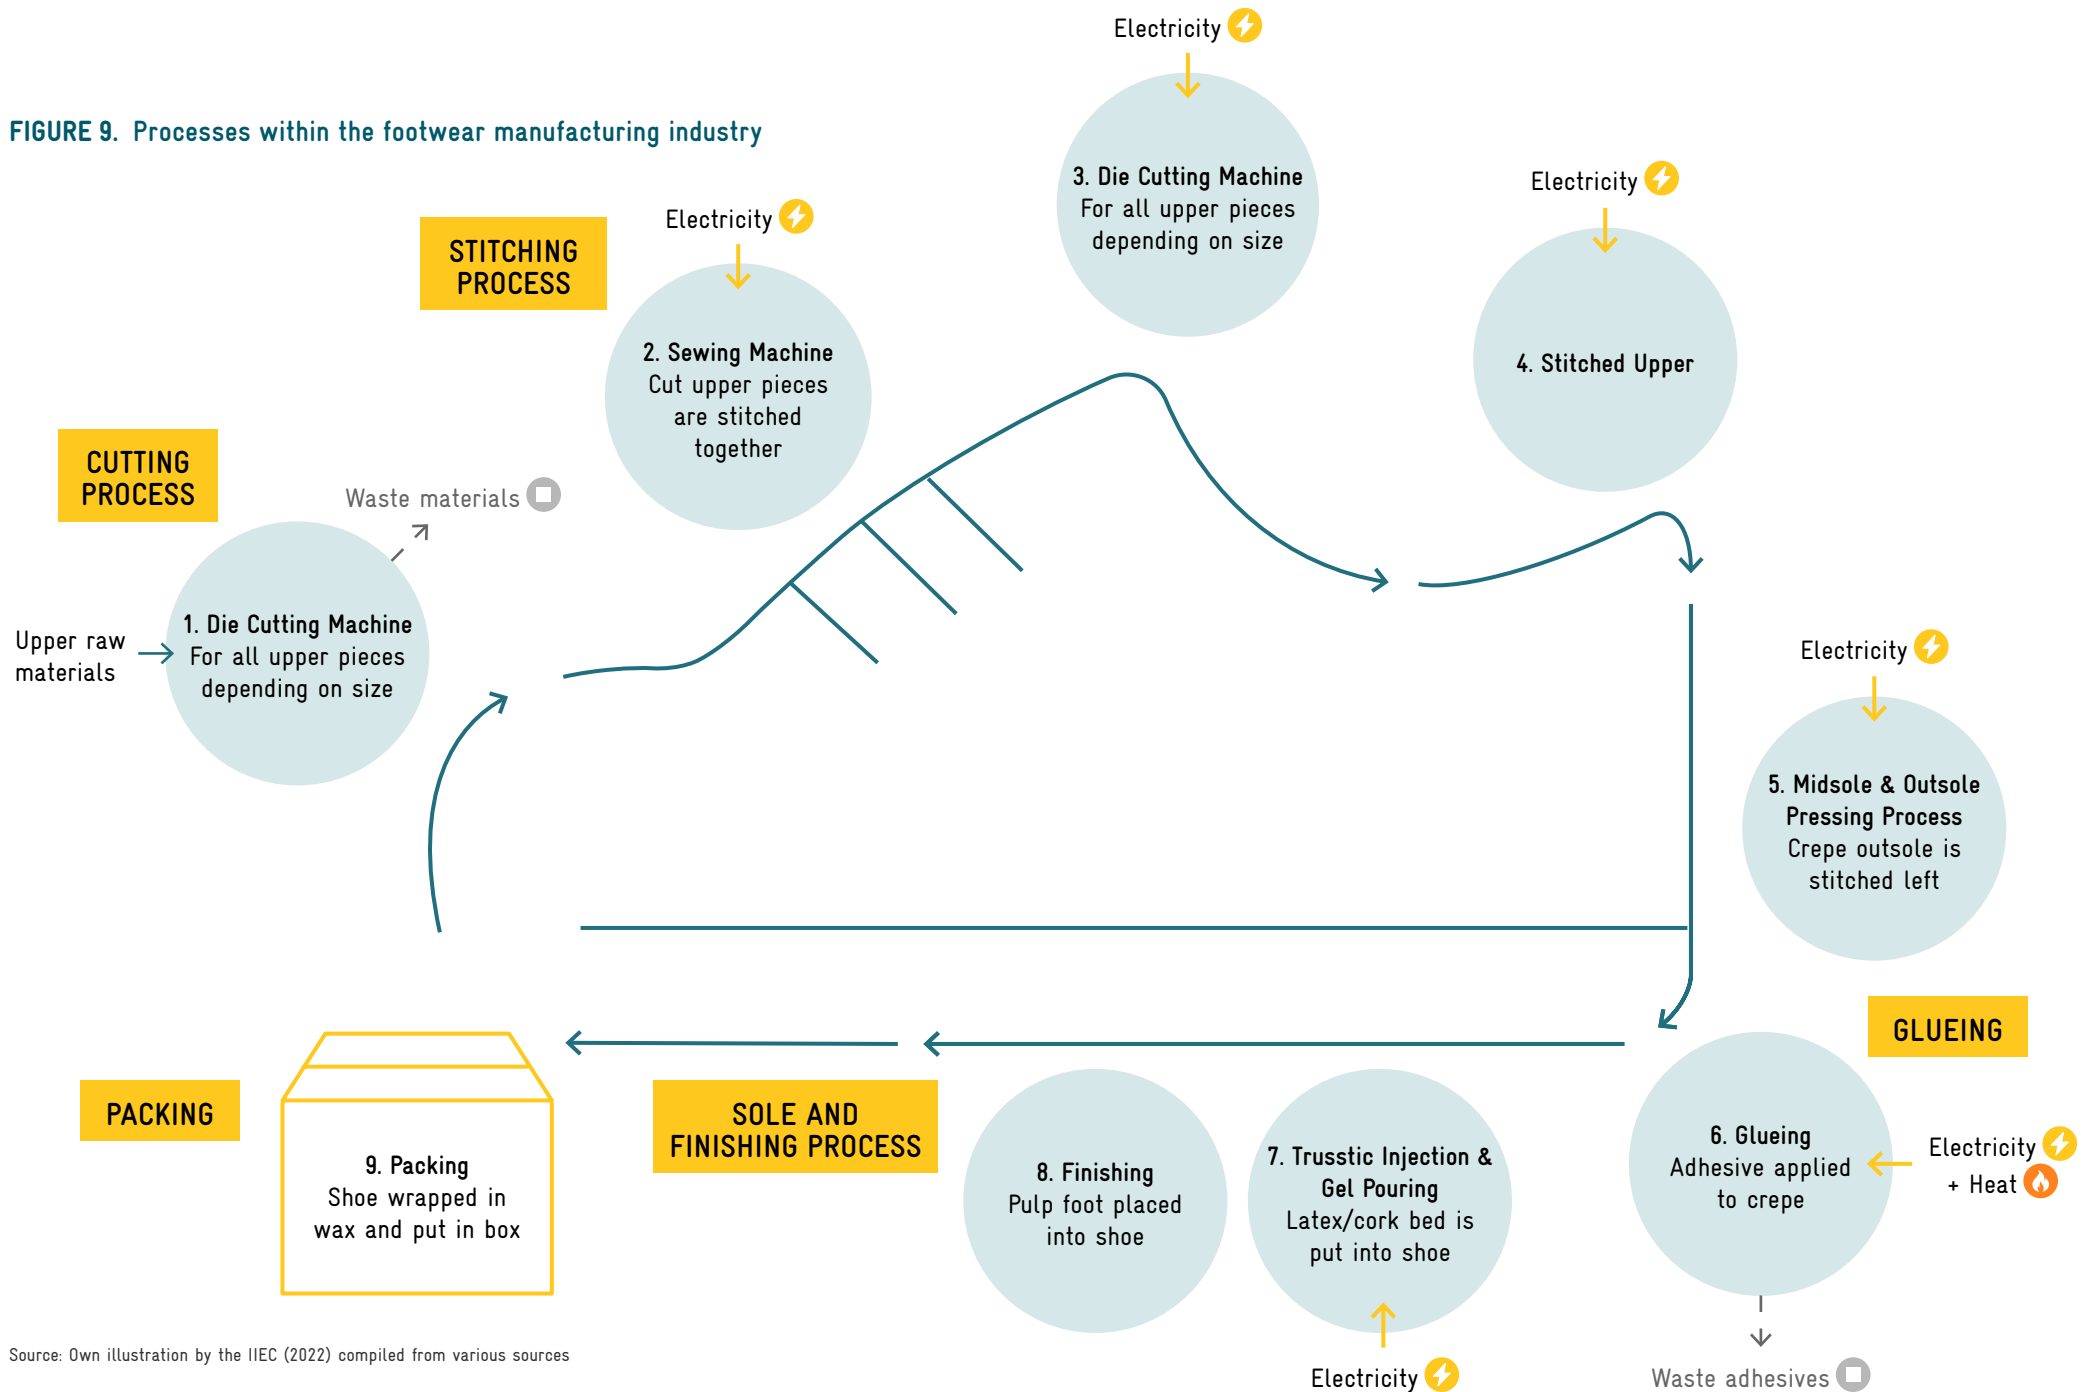 FIGURE 9. Processes within the footwear manufacturing industry
CUTTING
PROCESS
Upper raw
materials
1. Die Cutting Machine
For all upper pieces
depending on size
Waste materials
STITCHING
PROCESS
Electricity
2. Sewing Machine
Cut upper pieces
are stitched
together
Electricity
3. Die Cutting Machine
For all upper pieces
depending on size
Electricity
4. Stitched Upper
Electricity
5. Midsole & Outsole
Pressing Process
Crepe outsole is
stitched left
GLUEING
6. Glueing
Adhesive applied
to crepe
Electricity
+ Heat
Waste adhesives
7. Trusstic Injection &
Gel Pouring
Latex/cork bed is
put into shoe
Electricity
8. Finishing
Pulp foot placed
into shoe
SOLE AND
FINISHING PROCESS
PACKING
9. Packing
Shoe wrapped in
wax and put in box
Source: Own illustration by the IIEC (2022) compiled from various sources